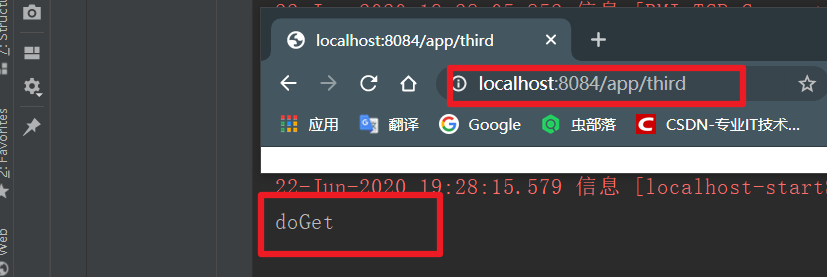 localhost:8084/app/third
localhost:8084/app/third
应用 翻译 Google 虫部落 CSDN-专业IT技术...
22-Jun-2020 19:28:15.579 信息 [localhost-start
doGet
2: Favorites
Web